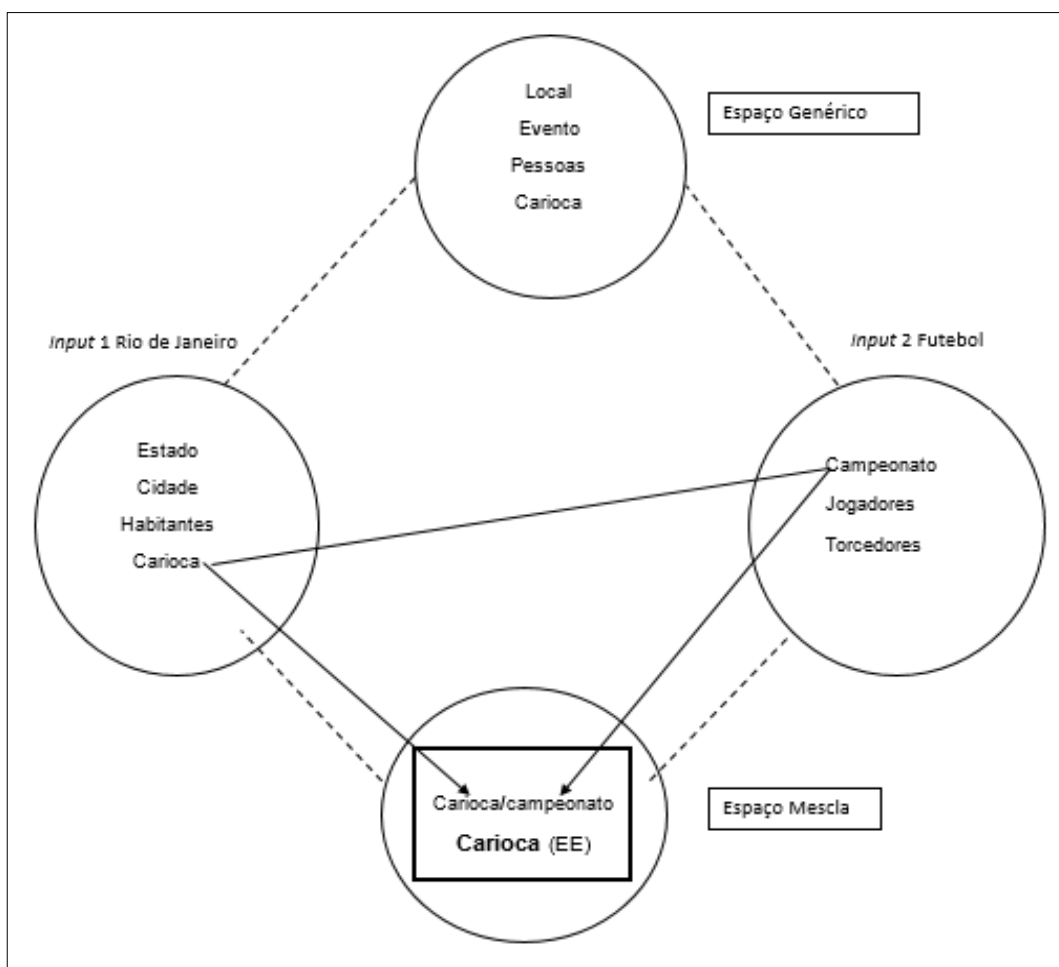 Local
Evento
Pessoas
Carioca
Espaço Genérico
Input 1 Rio de Janeiro
Input 2 Futebol
Estado
Cidade
Habitantes
Carioca
Campeonato
Jogadores
Torcedores
Carioca/campeonato
Carioca (EE)
Espaço Mescla